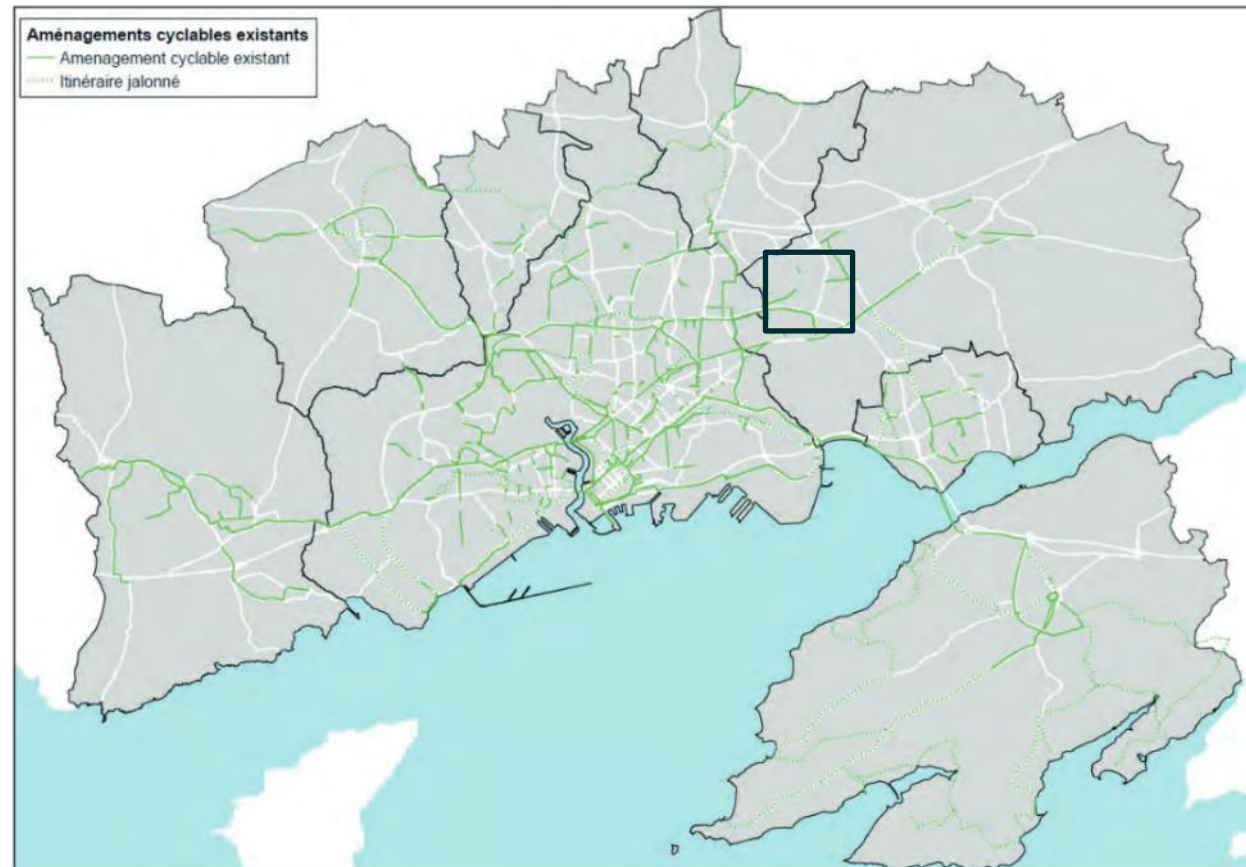 Aménagements cyclables existants
Amenagement cyclable existant
Itinéraire jalonné